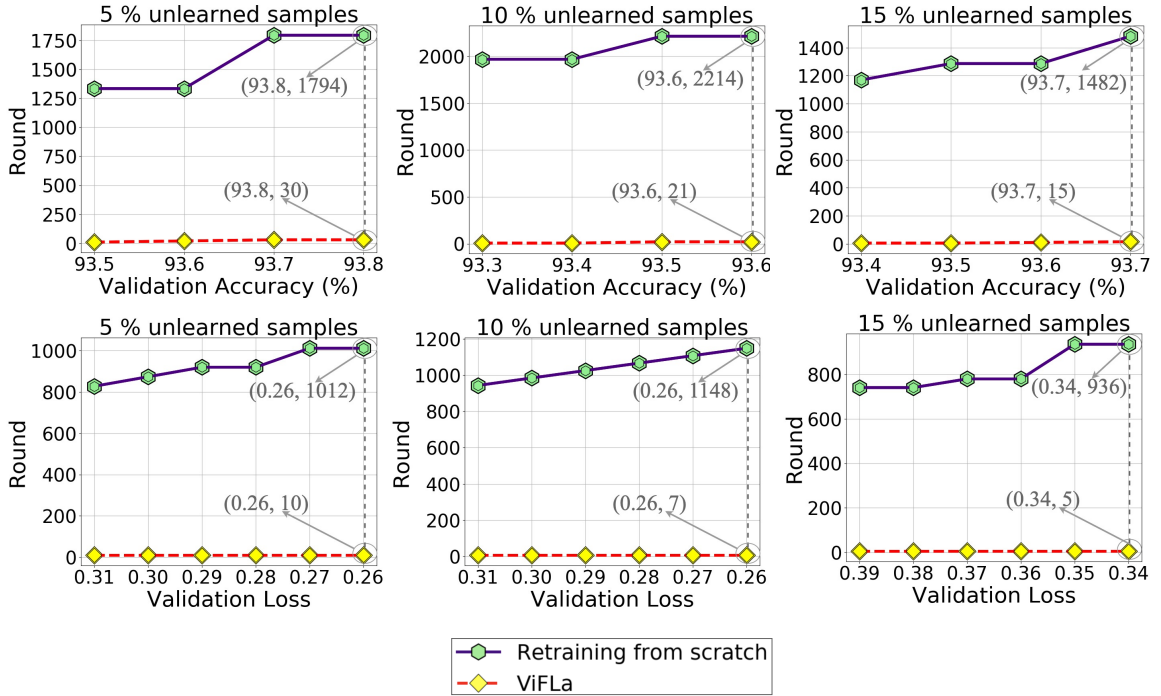 5 % unlearned samples
Round
1750
1500
1250
1000
750
500
250
0
(93.8, 1794)
(93.8, 30)
93.5 93.6 93.7 93.8
Validation Accuracy (%)
10 % unlearned samples
Round
2000
1500
1000
500
0
(93.6, 2214)
(93.6, 21)
93.3 93.4 93.5 93.6
Validation Accuracy (%)
15 % unlearned samples
Round
1400
1200
1000
800
600
400
200
0
(93.7, 1482)
(93.7, 15)
93.4 93.5 93.6 93.7
Validation Accuracy (%)
5 % unlearned samples
Round
1000
800
600
400
200
0
(0.26, 1012)
(0.26, 10)
0.31 0.30 0.29 0.28 0.27 0.26
Validation Loss
10 % unlearned samples
Round
1200
1000
800
600
400
200
0
(0.26, 1148)
(0.26, 7)
0.31 0.30 0.29 0.28 0.27 0.26
Validation Loss
15 % unlearned samples
Round
800
600
400
200
0
(0.34, 936)
(0.34, 5)
0.39 0.38 0.37 0.36 0.35 0.34
Validation Loss
Retraining from scratch
ViFLa